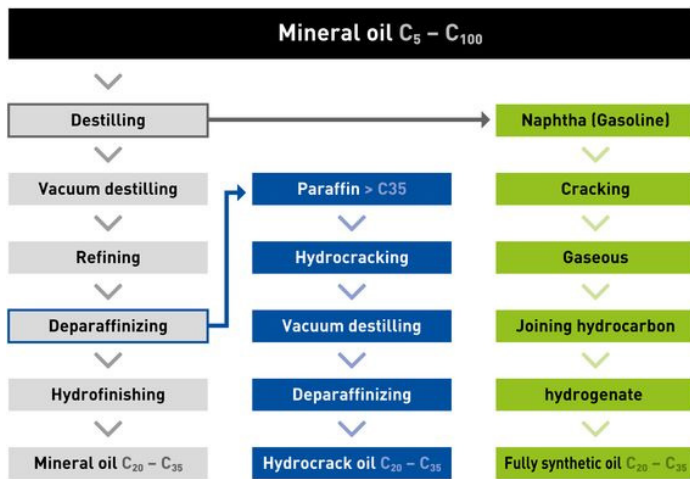 Mineral oil C₅ – C₁₀₀
Destilling
Vacuum destilling
Refining
Deparaffinizing
Hydrofinishing
Mineral oil C₂₀ – C₃₅
Paraffin > C35
Hydrocracking
Vacuum destilling
Deparaffinizing
Hydrocrack oil C₂₀ – C₃₅
Naphtha (Gasoline)
Cracking
Gaseous
Joining hydrocarbon
hydrogenate
Fully synthetic oil C₂₀ – C₃₅